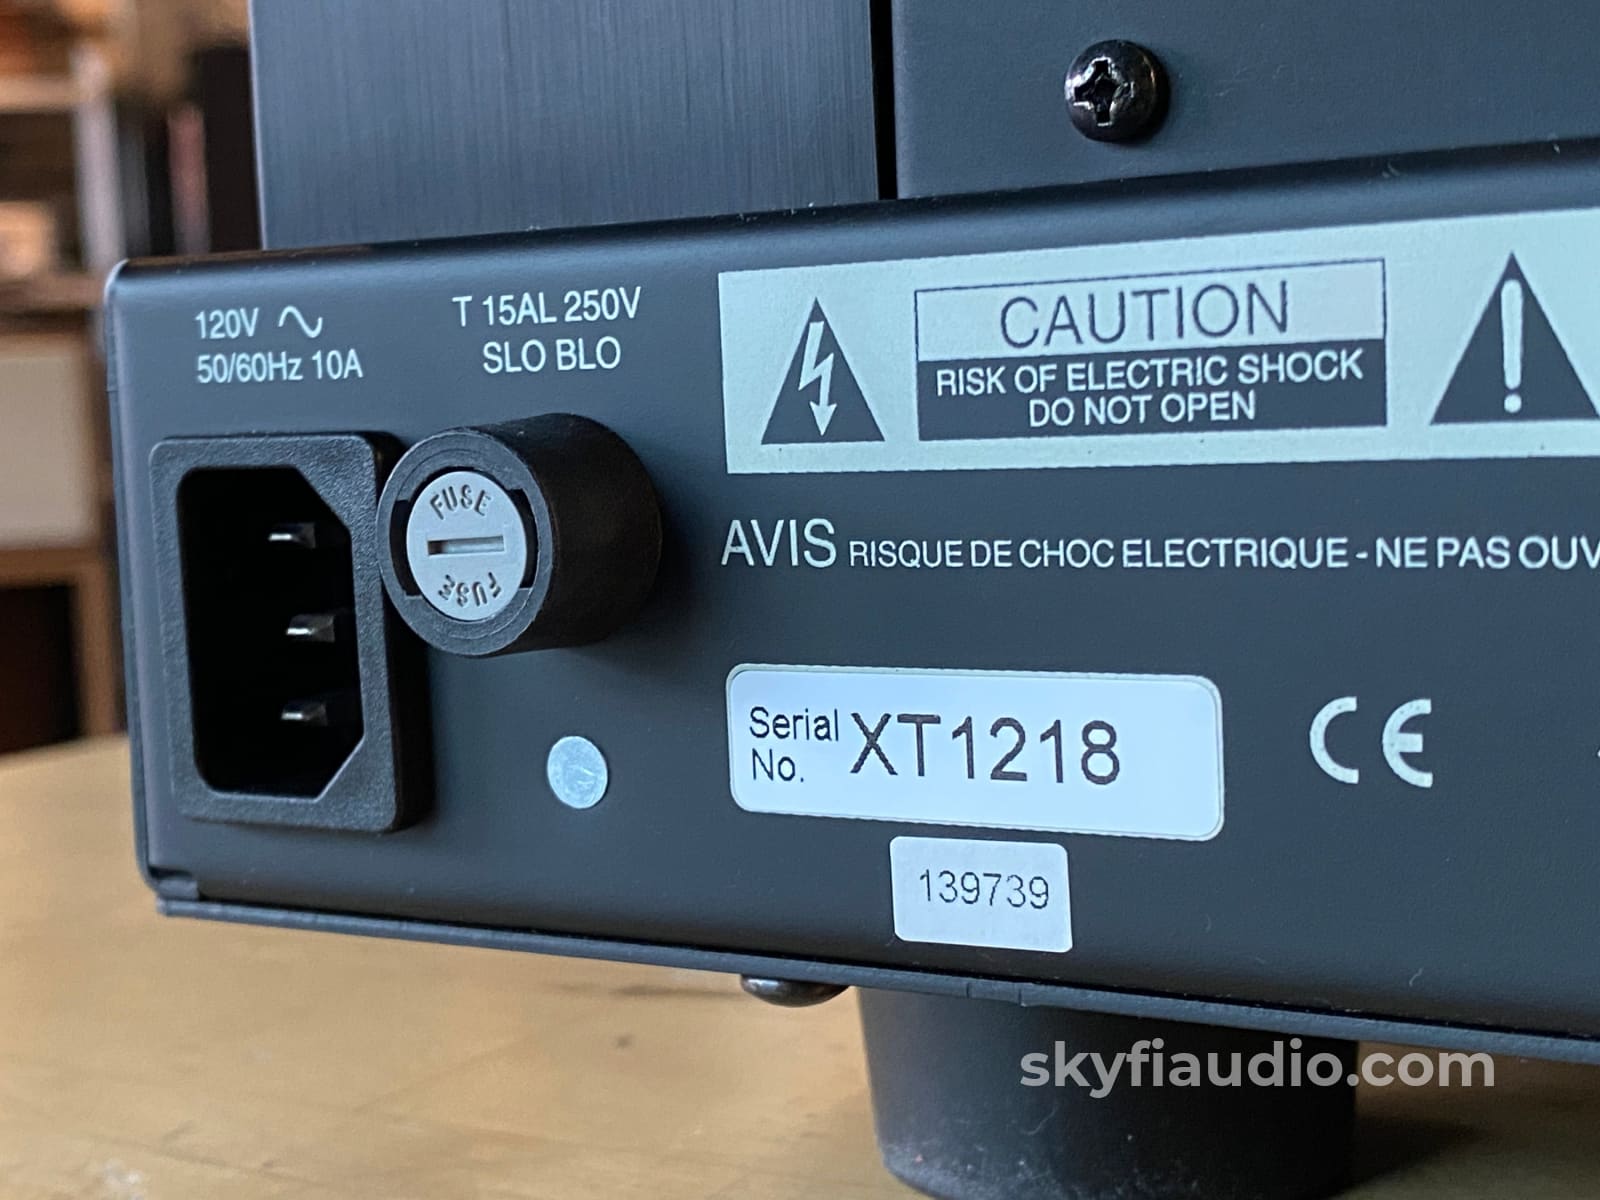 120V
50/60Hz 10A
T 15AL 250V
SLO BLO
CAUTION
RISK OF ELECTRIC SHOCK
DO NOT OPEN
FUSE
FUSE
AVIS RISQUE DE CHOC ELECTRIQUE - NE PAS OUV
Serial
No. XT1218
CE
139739
skyfiaudio.com